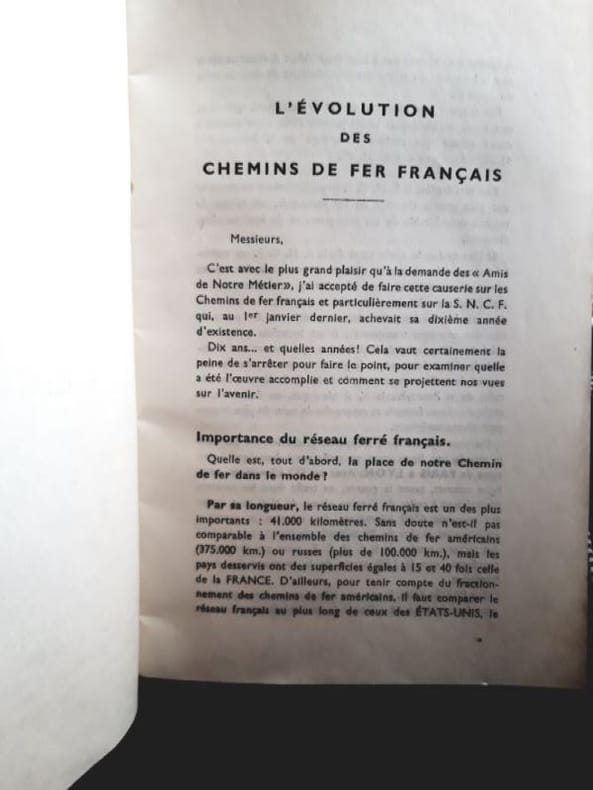 L'ÉVOLUTION
DES
CHEMINS DE FER FRANÇAIS
Messieurs,
C'est avec le plus grand plaisir qu'à la demande des « Amis
de Notre Métier», j'ai accepté de faire cette causerie sur les
Chemins de fer français et particulièrement sur la S. N. C. F.
qui, au 1er janvier dernier, achevait sa dixième année
d'existence.
Dix ans... et quelles années! Cela vaut certainement la
peine de s'arrêter pour faire le point, pour examiner quelle
a été l'œuvre accomplie et comment se projettent nos vues
sur l'avenir.
Importance du réseau ferré français.
Quelle est, tout d'abord, la place de notre Chemin
de fer dans le monde ?
Par sa longueur, le réseau ferré français est un des plus
importants : 41.000 kilomètres. Sans doute n'est-il pas
comparable à l'ensemble des chemins de fer américains
(375.000 km.) ou russes (plus de 100.000 km.), mais les
pays desservis ont des superficies égales à 15 et 40 fois celle
de la FRANCE. D'ailleurs, pour tenir compte du fraction-
nement des chemins de fer américains, il faut comparer le
réseau français au plus long de ceux des ÉTATS-UNIS, le